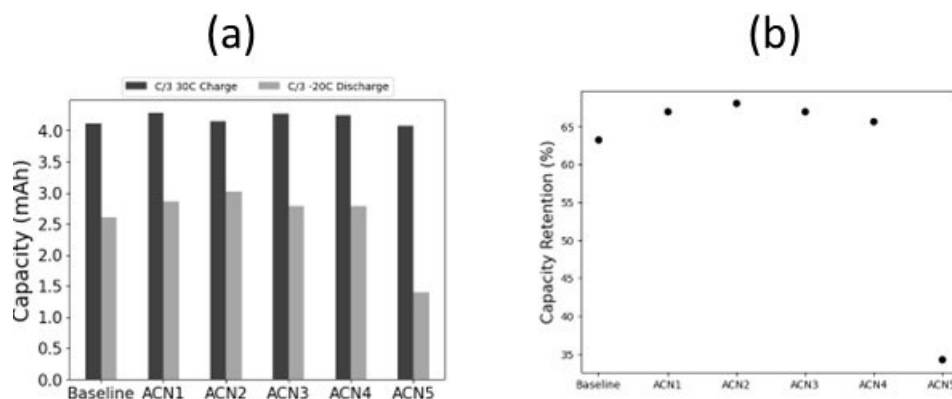 (a)
C/3 30C Charge
C/3 -20C Discharge
Capacity (mAh)
4.0
3.5
3.0
2.5
2.0
1.5
1.0
0.5
0.0
Baseline ACN1 ACN2 ACN3 ACN4 ACN5
(b)
Capacity Retention (%)
65
60
55
50
45
40
35
Baseline ACN1 ACN2 ACN3 ACN4 ACN5